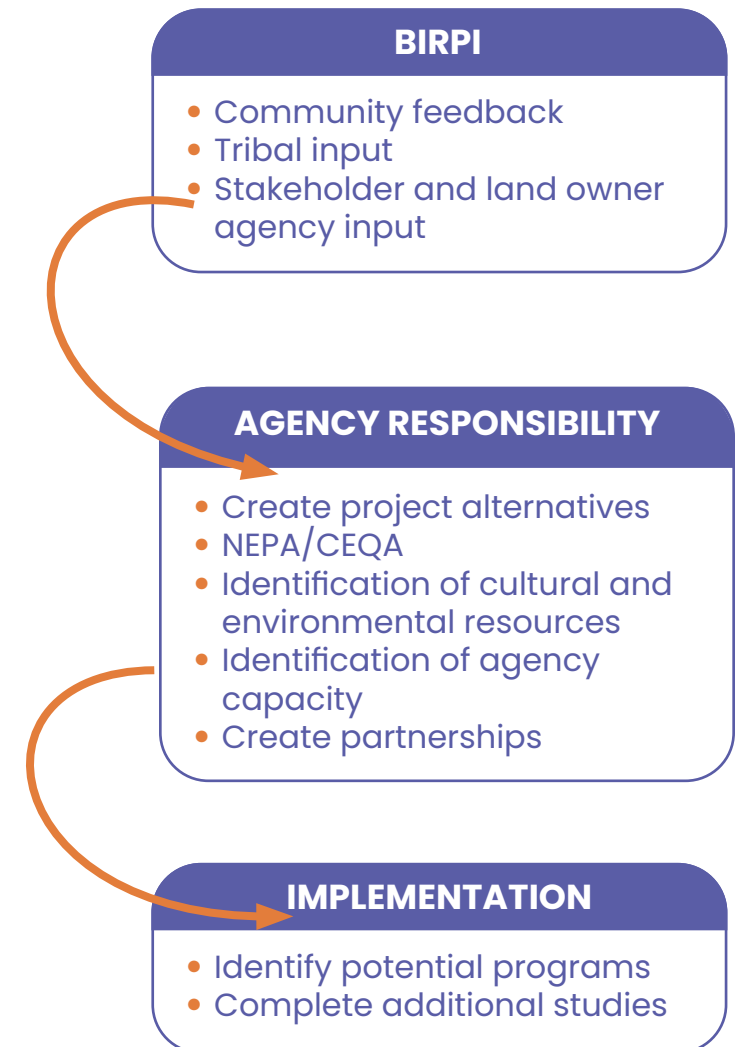 BIRPI
• Community feedback
• Tribal input
• Stakeholder and land owner
agency input
AGENCY RESPONSIBILITY
• Create project alternatives
• NEPA/CEQA
• Identification of cultural and
environmental resources
• Identification of agency
capacity
• Create partnerships
IMPLEMENTATION
• Identify potential programs
• Complete additional studies